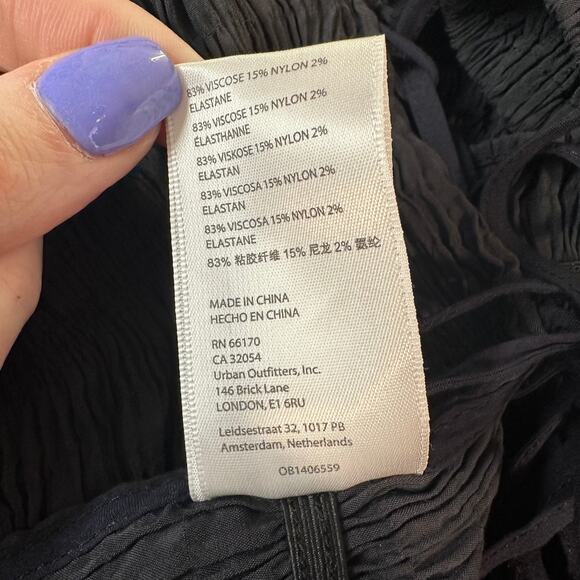 83% VISCOSE 15% NYLON 2%
ELASTANE
83% VISCOSE 15% NYLON 2%
ÉLASTHANNE
83% VISKOSE 15% NYLON 2%
ELASTAN
83% VISCOSA 15% NYLON 2%
ELASTAN
83% VISCOSA 15% NYLON 2%
ELASTANE
83% 粘胶纤维 15% 尼龙 2% 氨纶
MADE IN CHINA
HECHO EN CHINA
RN 66170
CA 32054
Urban Outfitters, Inc.
146 Brick Lane
LONDON, E1 6RU
Leidsestraat 32, 1017 PB
Amsterdam, Netherlands
OB1406559